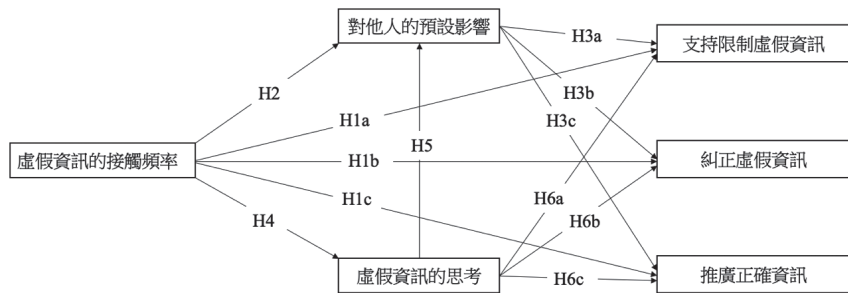 對他人的預設影響
H3a
支持限制虛假資訊
H2
H3b
H1a
H3c
H5
虛假資訊的接觸頻率
H1b
糾正虛假資訊
H1c
H6a
H4
H6b
虛假資訊的思考
H6c
推廣正確資訊